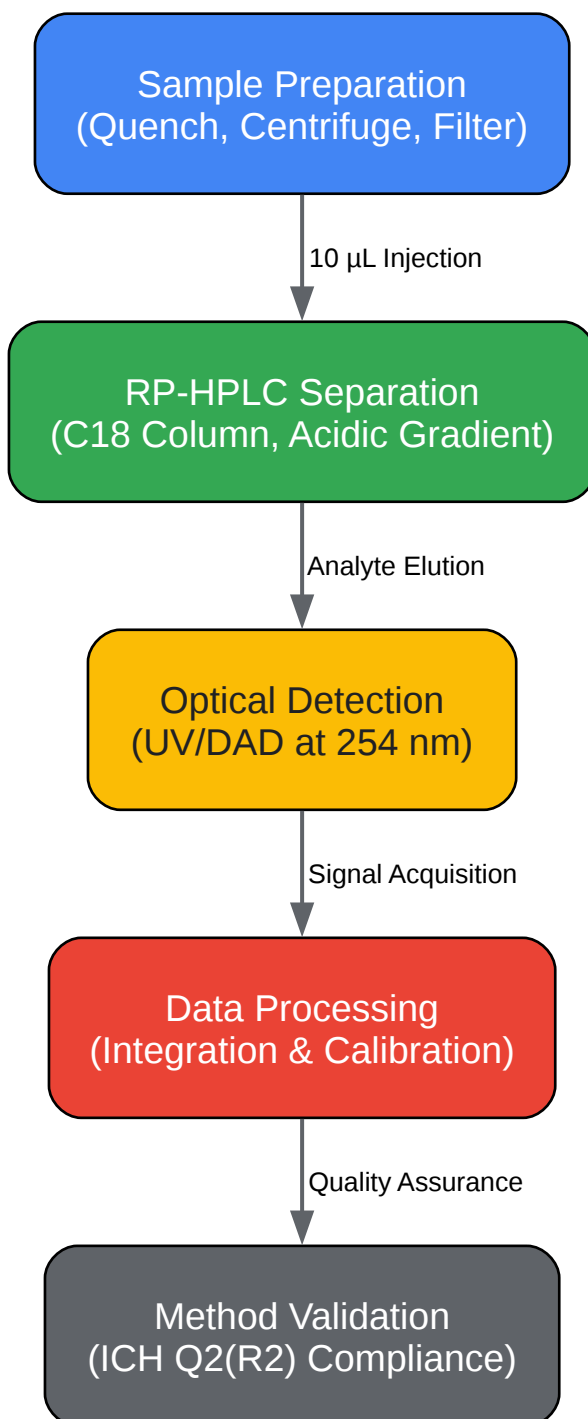 Sample Preparation
(Quench, Centrifuge, Filter)
10 µL Injection
RP-HPLC Separation
(C18 Column, Acidic Gradient)
Analyte Elution
Optical Detection
(UV/DAD at 254 nm)
Signal Acquisition
Data Processing
(Integration & Calibration)
Quality Assurance
Method Validation
(ICH Q2(R2) Compliance)